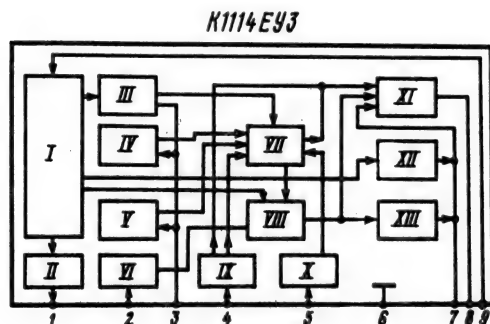 К1114ЕУ3
III
XI
I
IV
VII
XII
V
VIII
XIII
II
VI
IX
X
1 2 3 4 5 6 7 8 9